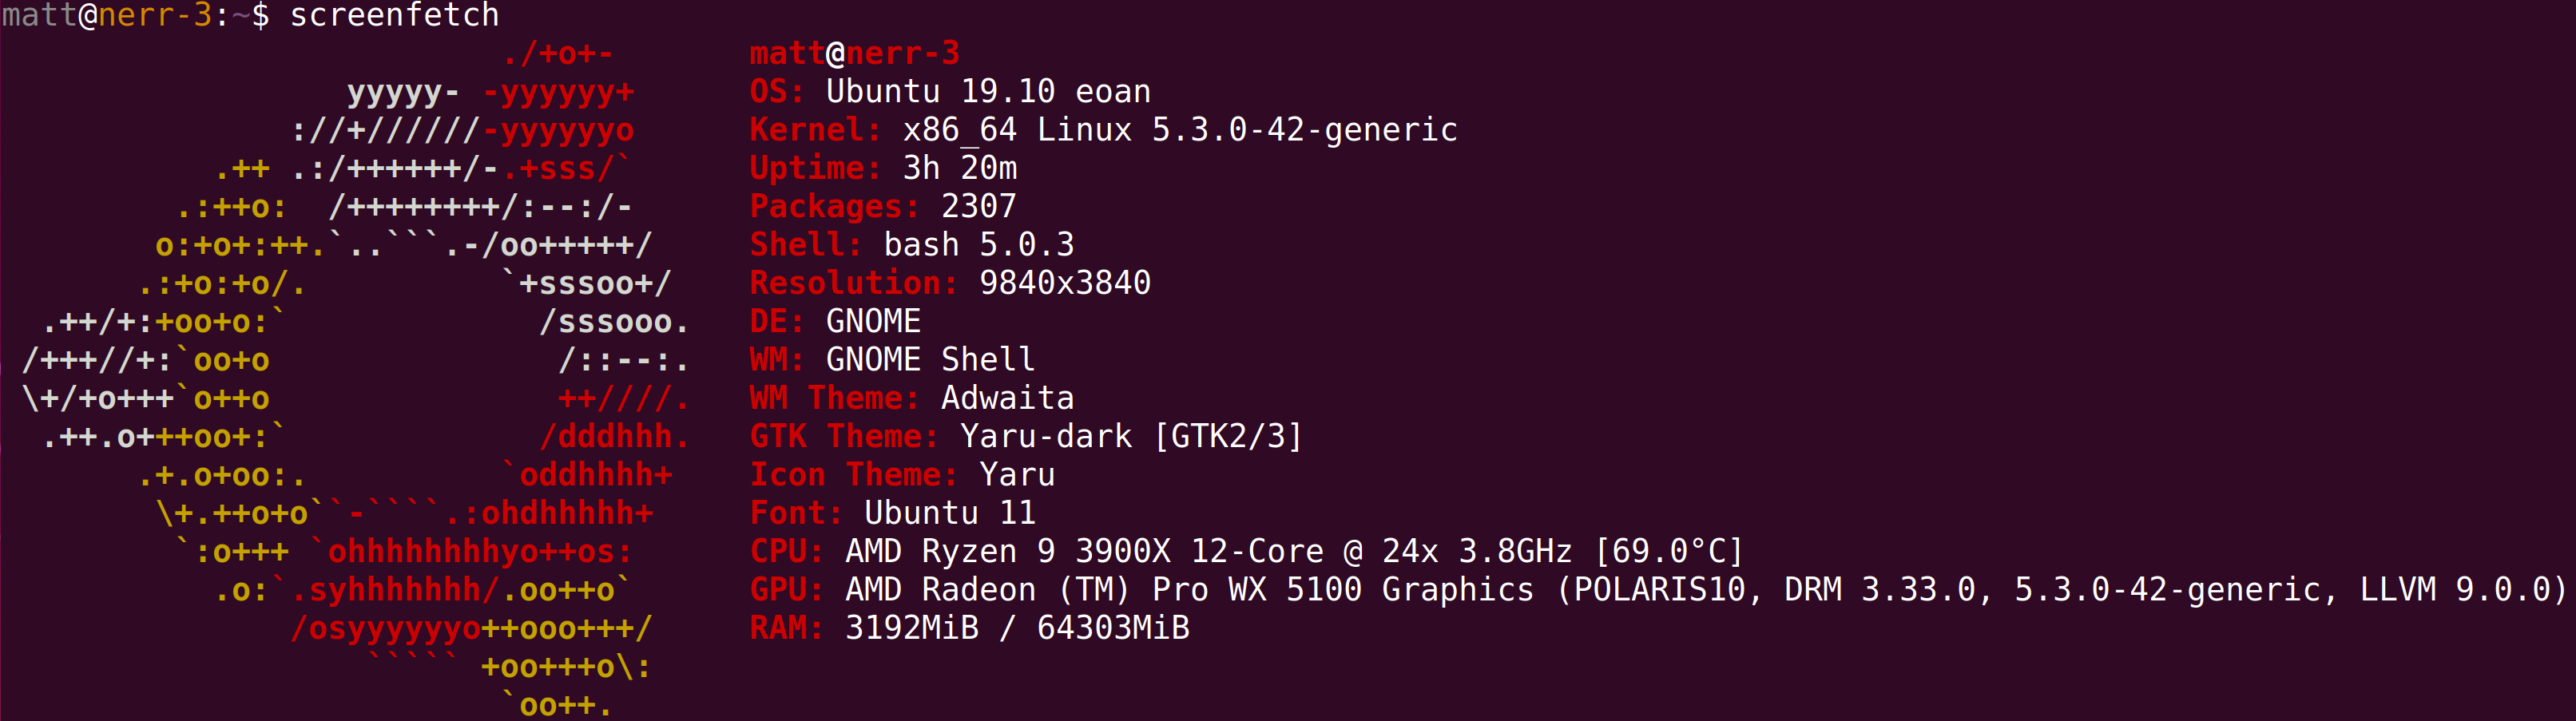 matt@nerr-3:~$ screenfetch
                          ./+o+-       matt@nerr-3
                  yyyyy- -yyyyyy+      OS: Ubuntu 19.10 eoan
               ://+//////-yyyyyyo      Kernel: x86_64 Linux 5.3.0-42-generic
           .++ .:/++++++/-.+sss/`      Uptime: 3h 20m
         .:++o:  /++++++++/:--:/-      Packages: 2307
        o:+o+:++.`..```.-/oo+++++/     Shell: bash 5.0.3
       .:+o:+o/.          `+sssoo+/    Resolution: 9840x3840
  .++/+:+oo+o:`             /sssooo.   DE: GNOME
 /+++//+:`oo+o               /::--:.   WM: GNOME Shell
 \+/+o+++`o++o               ++////.   WM Theme: Adwaita
  .++.o+++oo+:`             /dddhhh.   GTK Theme: Yaru-dark [GTK2/3]
       .+.o+oo:.          `oddhhhh+    Icon Theme: Yaru
        \+.++o+o``-````.:ohdhhhhh+     Font: Ubuntu 11
         `:o+++ `ohhhhhhhhyo++os:      CPU: AMD Ryzen 9 3900X 12-Core @ 24x 3.8GHz [69.0°C]
           .o:`.syhhhhhhh/.oo++o`      GPU: AMD Radeon (TM) Pro WX 5100 Graphics (POLARIS10, DRM 3.33.0, 5.3.0-42-generic, LLVM 9.0.0)
               /osyyyyyyo++ooo+++/     RAM: 3192MiB / 64303MiB
                   ````` +oo+++o\:
                          `oo++.